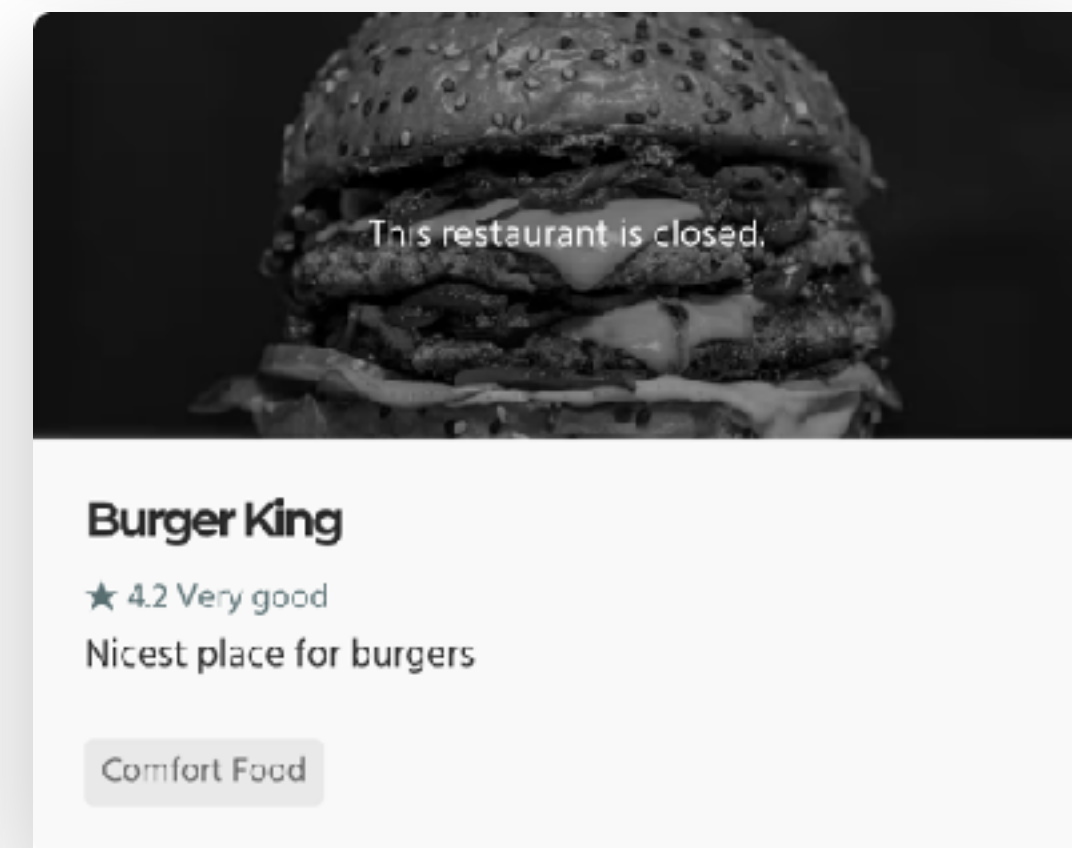 This restaurant is closed.
Burger King
★ 4.2 Very good
Nicest place for burgers
Comfort Food